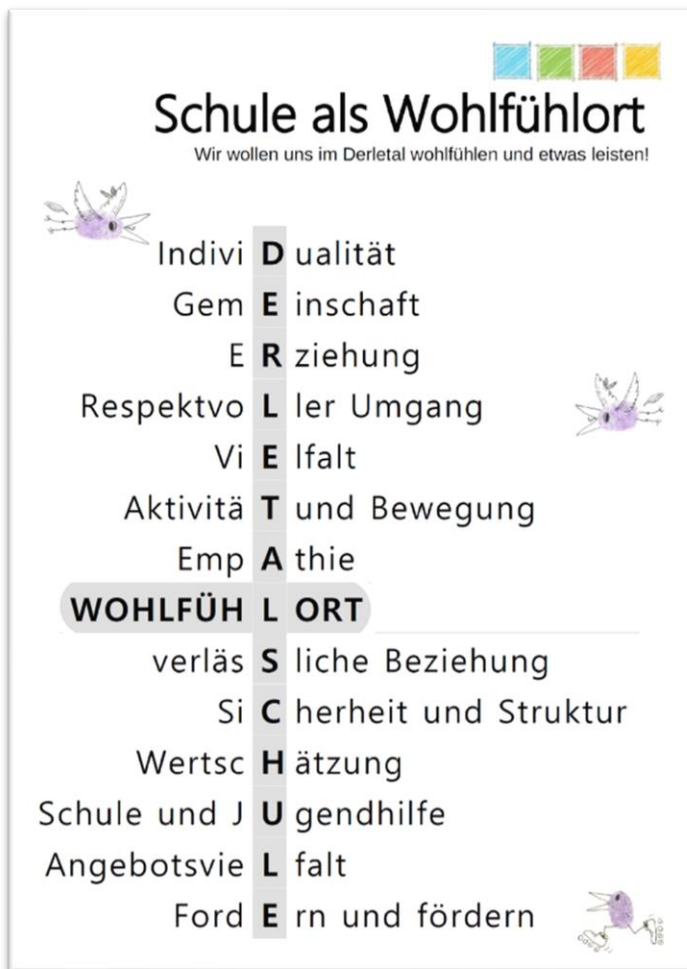 Schule als Wohlfühlort
Wir wollen uns im Derletal wohlfühlen und etwas leisten!
Indivi D ualität
Gem E inschaft
E R ziehung
Respektvo L ler Umgang
Vi E lfalt
Aktivitä T und Bewegung
Emp A thie
WOHLFÜH L ORT
verläs S liche Beziehung
Si C herheit und Struktur
Wertsc H ätzung
Schule und J U gendhilfe
Angebotsvie L falt
Ford E rn und fördern